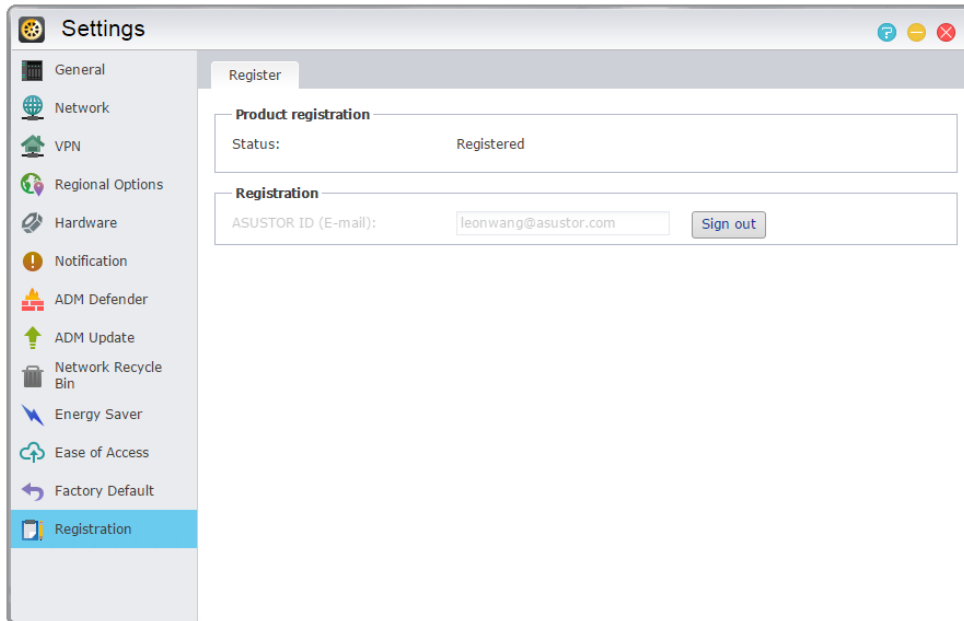 Settings
General
Network
VPN
Regional Options
Hardware
Notification
ADM Defender
ADM Update
Network Recycle
Bin
Energy Saver
Ease of Access
Factory Default
Registration
Register
Product registration
Status: Registered
Registration
ASUSTOR ID (E-mail): leonwang@asustor.com Sign out